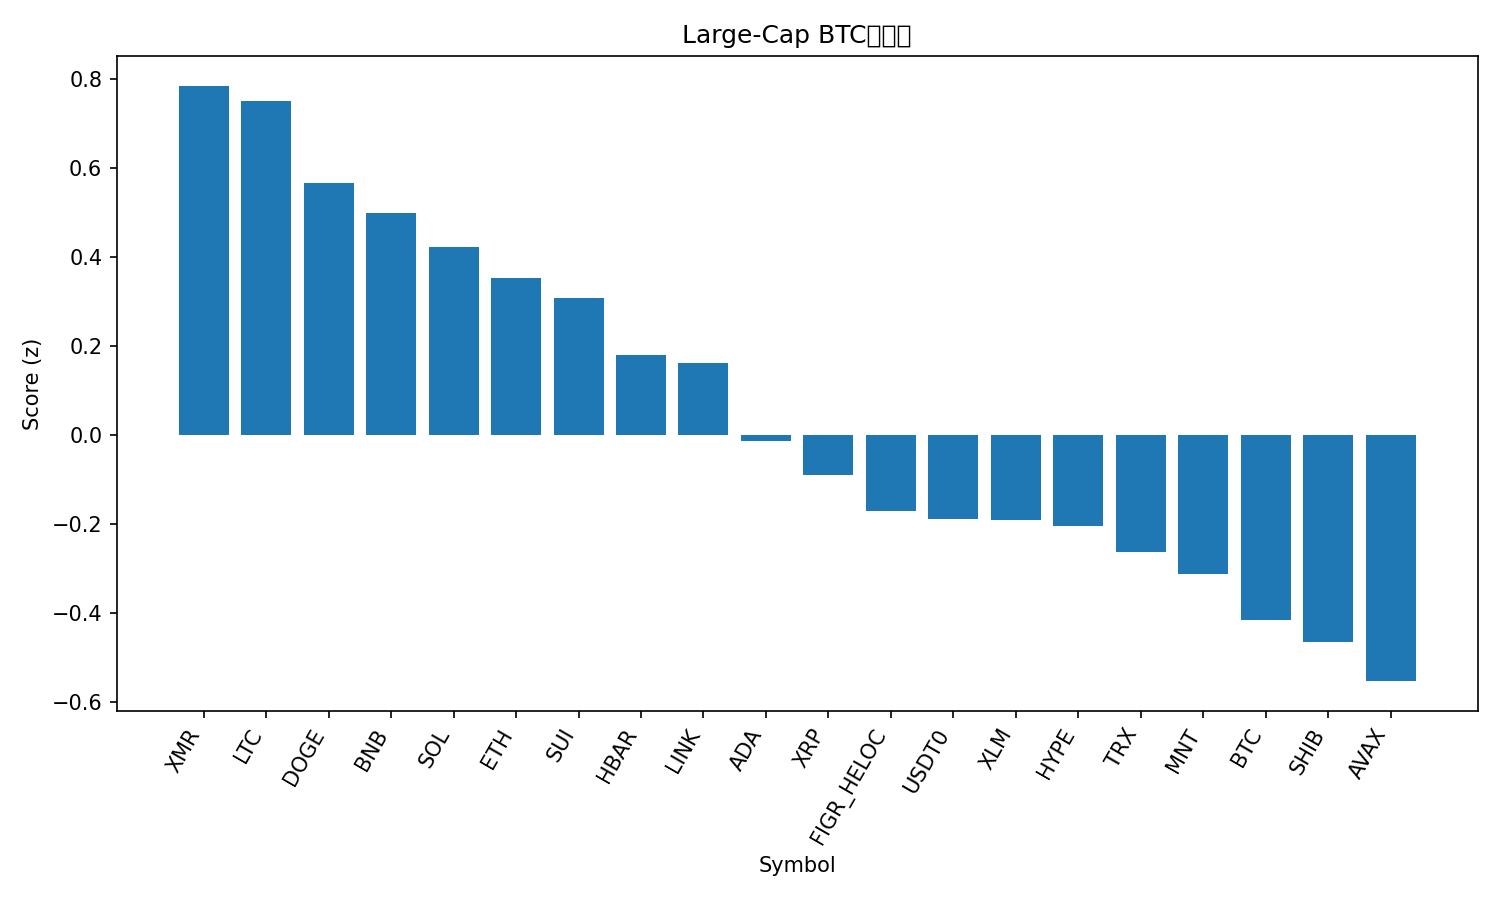 Large-Cap BTC
Score (z)
0.8
0.6
0.4
0.2
0.0
−0.2
−0.4
−0.6
XMR
LTC
DOGE
BNB
SOL
ETH
SUI
HBAR
LINK
ADA
XRP
FIGR_HELOC
USDT0
XLM
HYPE
TRX
MNT
BTC
SHIB
AVAX
Symbol